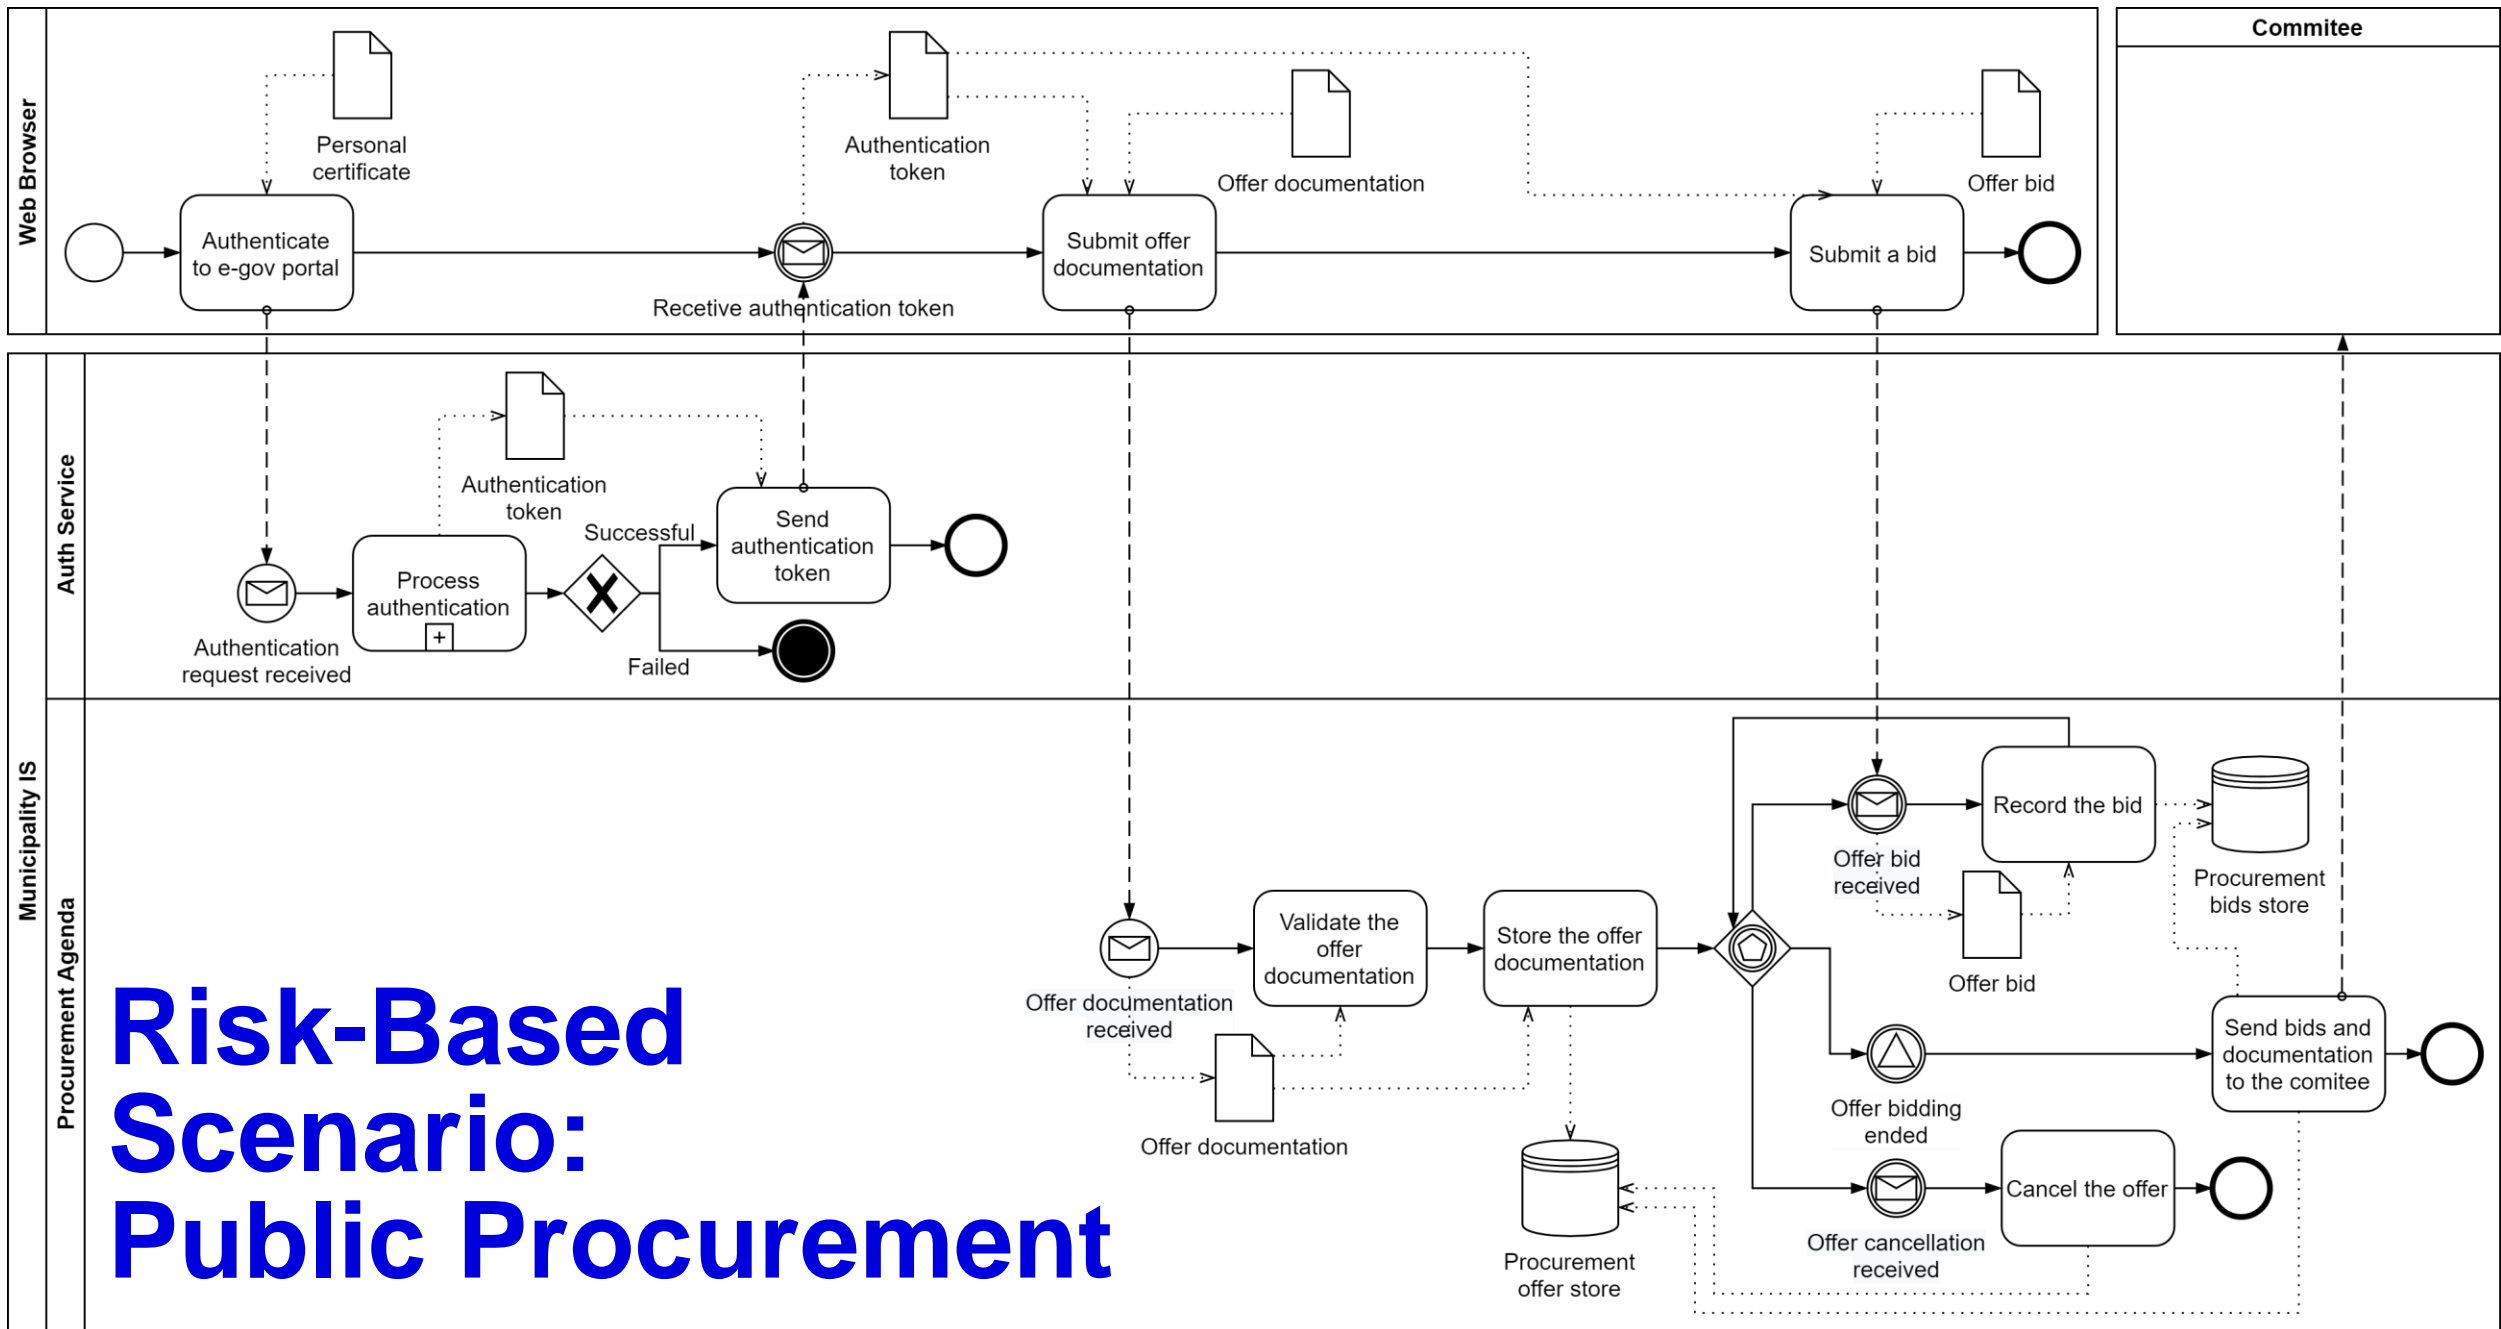 Web Browser
Personal
certificate
Authentication
token
Offer documentation
Offer bid
Authenticate
to e-gov portal
Recetive authentication token
Submit offer
documentation
Submit a bid
Commitee
Municipality IS
Auth Service
Authentication
token
Authentication
request received
Process
authentication
Successful
Failed
Send
authentication
token
Procurement Agenda
Offer documentation
received
Offer documentation
Validate the
offer
documentation
Store the offer
documentation
Procurement
offer store
Offer bid
received
Offer bid
Record the bid
Procurement
bids store
Offer bidding
ended
Send bids and
documentation
to the comitee
Offer cancellation
received
Cancel the offer
Risk-Based
Scenario:
Public Procurement